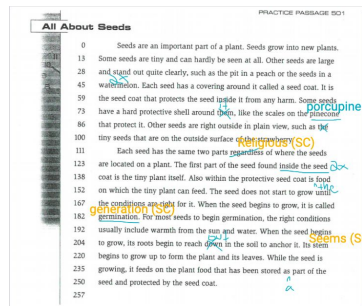 PRACTICE PASSAGE 501
All About Seeds
0 Seeds are an important part of a plant. Seeds grow into new plants.
13 Some seeds are tiny and can hardly be seen at all. Other seeds are large
28 and stand out quite clearly, such as the pit in a peach or the seeds in a
45 watermelon. Each seed has a covering around it called a seed coat. It is
59 the seed coat that protects the seed inside it from any harm. Some seeds
it porcupine
73 have a hard protective shell around them, like the scales on the pinecone
86 that protect it. Other seeds are right outside in plain view, such as the
100 tiny seeds that are on the outside surface of the strawberry.
Religious (SC)
111 Each seed has the same two parts regardless of where the seeds
123 are located on a plant. The first part of the seed found inside the seed 2x
138 coat is the tiny plant itself. Also within the protective seed coat is food
152 on which the tiny plant can feed. The seed does not start to grow until
the
167 the conditions are right for it. When the seed begins to grow, it is called
generation (SC)
182 germination. For most seeds to begin germination, the right conditions
192 usually include warmth from the sun and water. When the seed begins
Seems (S
204 to grow, its roots begin to reach down in the soil to anchor it. Its stem
out
220 begins to grow up to form the plant and its leaves. While the seed is
235 growing, it feeds on the plant food that has been stored as part of the
a
250 seed and protected by the seed coat.
257